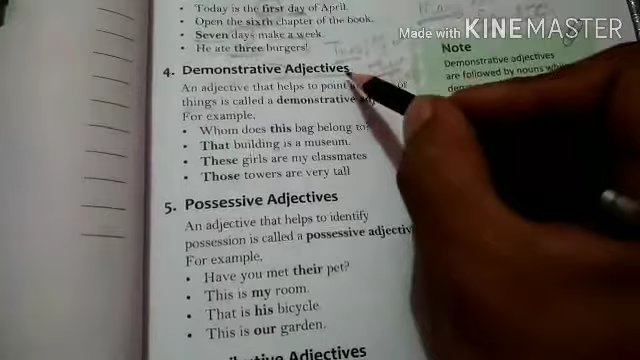 Made with KINEMASTER
• Today is the first day of April.
• Open the sixth chapter of the book.
• Seven days make a week.
• He ate three burgers!
4. Demonstrative Adjectives
An adjective that helps to point
things is called a demonstrative
For example,
• Whom does this bag belong to?
• That building is a museum.
• These girls are my classmates
• Those towers are very tall
5. Possessive Adjectives
An adjective that helps to identify
possession is called a possessive
For example,
• Have you met their pet?
• This is my room.
• That is his bicycle
• This is our garden.
Adjectives
Note
Demonstrative adjectives
are followed by nouns